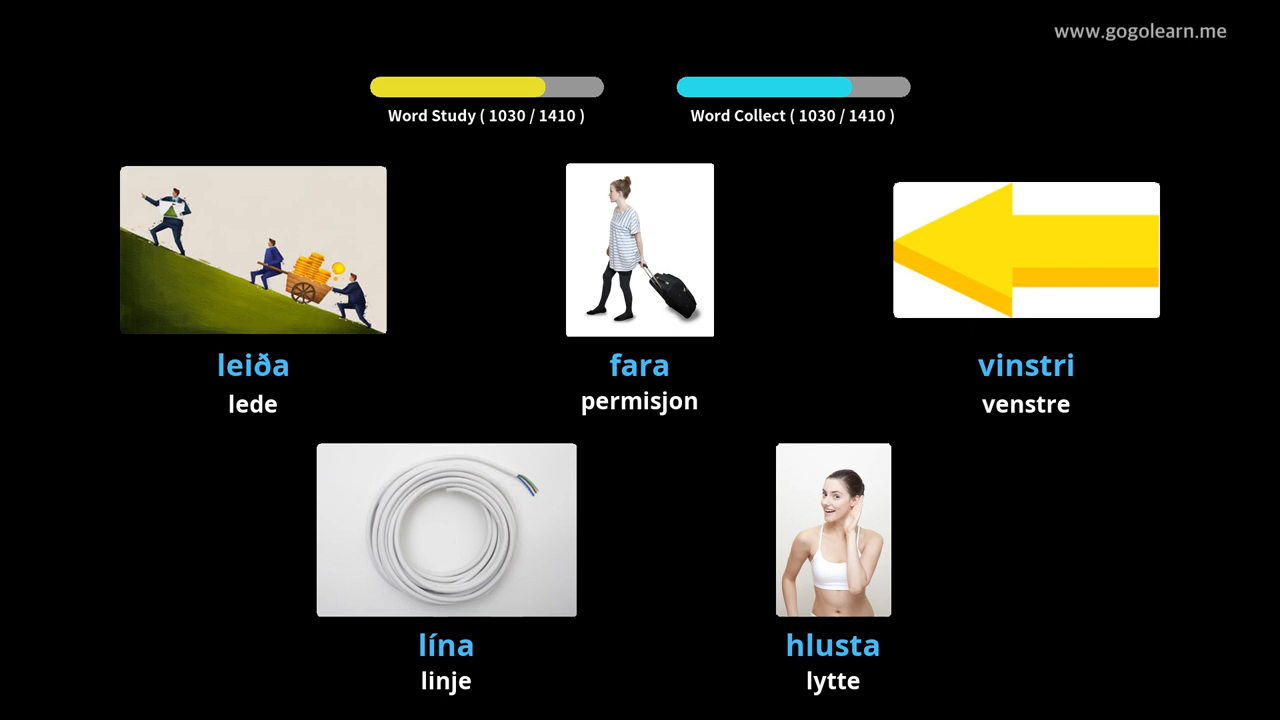 www.gogolearn.me
Word Study ( 1030 / 1410 )
Word Collect ( 1030 / 1410 )
leiða
lede
fara
permisjon
vinstri
venstre
lína
linje
hlusta
lytte